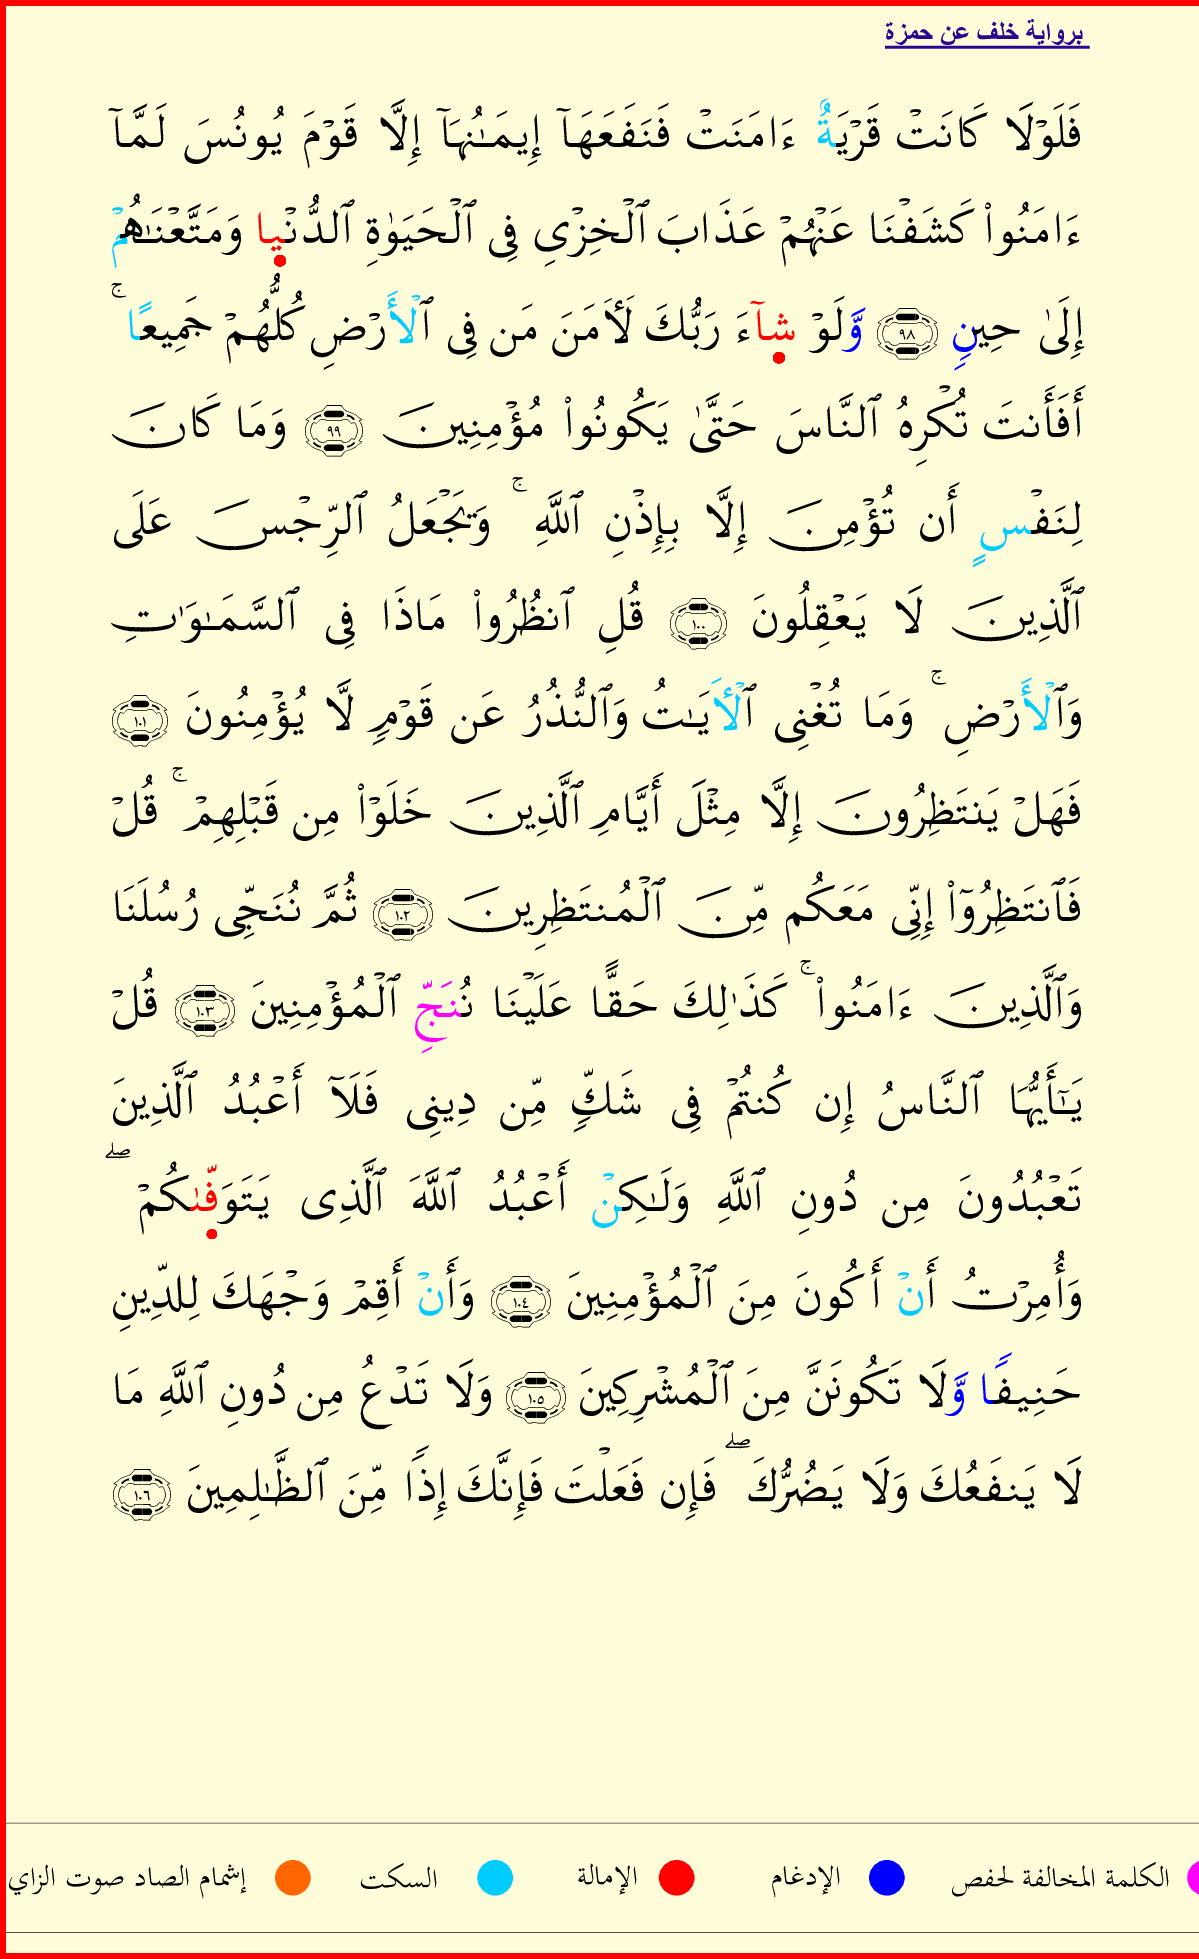 برواية خلف عن حمزة
فَلَوْلَا كَانَتْ قَرْيَةٌ ءَامَنَتْ فَنَفَعَهَآ إِيمَـٰنُهَآ إِلَّا قَوْمَ يُونُسَ لَمَّآ
ءَامَنُوا۟ كَشَفْنَا عَنْهُمْ عَذَابَ ٱلْخِزْىِ فِى ٱلْحَيَوٰةِ ٱلدُّنْيا وَمَتَّعْنَـٰهُمْ
إِلَىٰ حِينٍ ٩٨ وَّلَوْ شآءَ رَبُّكَ لَـَٔامَنَ مَن فِى ٱلْأَرْضِ كُلُّهُمْ جَمِيعًا ۚ
أَفَأَنتَ تُكْرِهُ ٱلنَّاسَ حَتَّىٰ يَكُونُوا۟ مُؤْمِنِينَ ٩٩ وَمَا كَانَ
لِنَفْسٍ أَن تُؤْمِنَ إِلَّا بِإِذْنِ ٱللَّهِ ۚ وَيَجْعَلُ ٱلرِّجْسَ عَلَى
ٱلَّذِينَ لَا يَعْقِلُونَ ١٠٠ قُلِ ٱنظُرُوا۟ مَاذَا فِى ٱلسَّمَـٰوَٰتِ
وَٱلْأَرْضِ ۚ وَمَا تُغْنِى ٱلْـَٔايَـٰتُ وَٱلنُّذُرُ عَن قَوْمٍ لَّا يُؤْمِنُونَ ١٠١
فَهَلْ يَنتَظِرُونَ إِلَّا مِثْلَ أَيَّامِ ٱلَّذِينَ خَلَوْا۟ مِن قَبْلِهِمْ ۚ قُلْ
فَٱنتَظِرُوٓا۟ إِنِّى مَعَكُم مِّنَ ٱلْمُنتَظِرِينَ ١٠٢ ثُمَّ نُنَجِّى رُسُلَنَا
وَٱلَّذِينَ ءَامَنُوا۟ ۚ كَذَٰلِكَ حَقًّا عَلَيْنَا نُنَجِّ ٱلْمُؤْمِنِينَ ١٠٣ قُلْ
يَـٰٓأَيُّهَا ٱلنَّاسُ إِن كُنتُمْ فِى شَكٍّ مِّن دِينِى فَلَآ أَعْبُدُ ٱلَّذِينَ
تَعْبُدُونَ مِن دُونِ ٱللَّهِ وَلَـٰكِنْ أَعْبُدُ ٱللَّهَ ٱلَّذِى يَتَوَفّىٰكُمْ ۖ
وَأُمِرْتُ أَنْ أَكُونَ مِنَ ٱلْمُؤْمِنِينَ ١٠٤ وَأَنْ أَقِمْ وَجْهَكَ لِلدِّينِ
حَنِيفًا وَّلَا تَكُونَنَّ مِنَ ٱلْمُشْرِكِينَ ١٠٥ وَلَا تَدْعُ مِن دُونِ ٱللَّهِ مَا
لَا يَنفَعُكَ وَلَا يَضُرُّكَ ۖ فَإِن فَعَلْتَ فَإِنَّكَ إِذًا مِّنَ ٱلظَّـٰلِمِينَ ١٠٦
الكلمة المخالفة لحفص الإدغام الإمالة السكت إشمام الصاد صوت الزاي